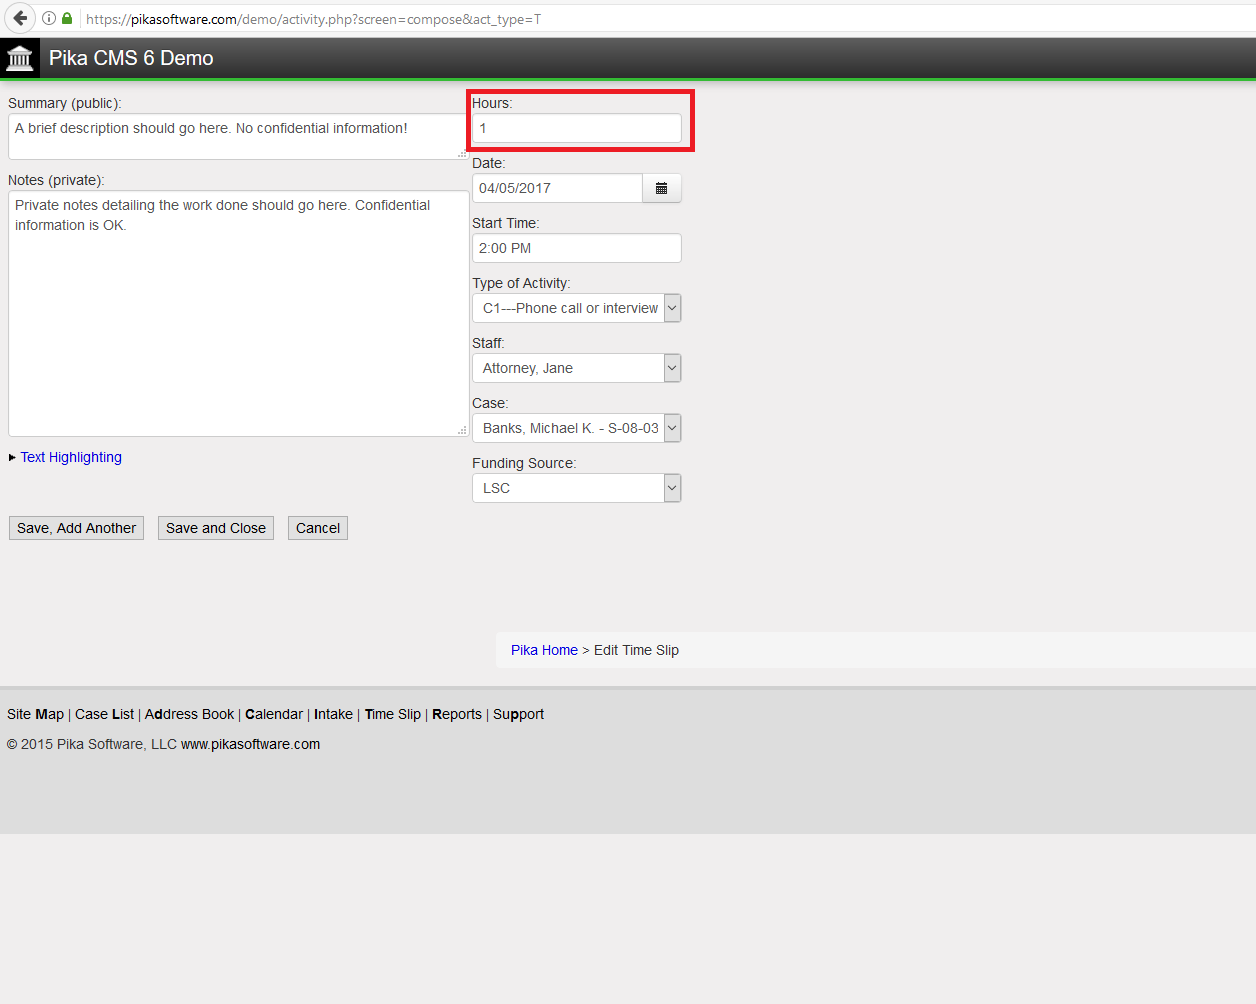 https://pikasoftware.com/demo/activity.php?screen=compose&act_type=T
Pika CMS 6 Demo
Summary (public):
A brief description should go here. No confidential information!
Notes (private):
Private notes detailing the work done should go here. Confidential
information is OK.
Text Highlighting
Hours:
1
Date:
04/05/2017
Start Time:
2:00 PM
Type of Activity:
C1---Phone call or interview
Staff:
Attorney, Jane
Case:
Banks, Michael K. - S-08-03
Funding Source:
LSC
Save, Add Another
Save and Close
Cancel
Pika Home > Edit Time Slip
Site Map | Case List | Address Book | Calendar | Intake | Time Slip | Reports | Support
© 2015 Pika Software, LLC www.pikasoftware.com